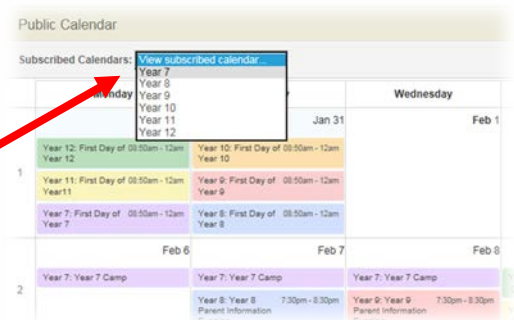 Public Calendar
Subscribed Calendars: View subscribed calendar...
Year 7
Year 8
Year 9
Year 10
Year 11
Year 12
Monday
Wednesday
Jan 31
Feb 1
1
Year 12: First Day of 08:50am - 12am
Year 12
Year 10: First Day of 08:50am - 12am
Year 10
Year 11: First Day of 08:50am - 12am
Year11
Year 9: First Day of 08:50am - 12am
Year 9
Year 7: First Day of 08:50am - 12am
Year 7
Year 8: First Day of 08:50am - 12am
Year 8
Feb 6
Feb 7
Feb 8
2
Year 7: Year 7 Camp
Year 7: Year 7 Camp
Year 7: Year 7 Camp
Year 8: Year 8 7:30pm - 8:30pm
Parent Information
Year 9: Year 9 7:30pm - 8:30pm
Parent Information